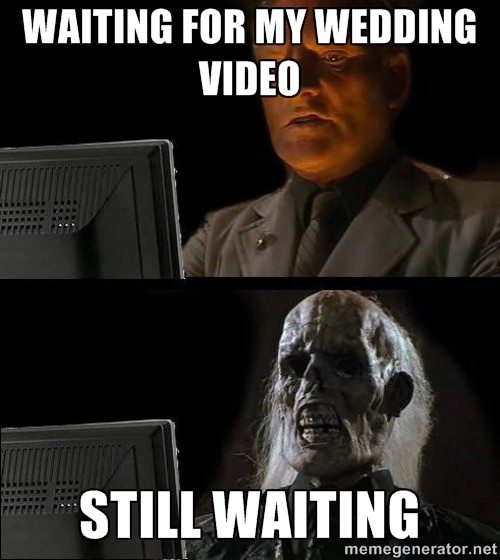 WAITING FOR MY WEDDING
VIDEO
STILL WAITING
memegenerator.net